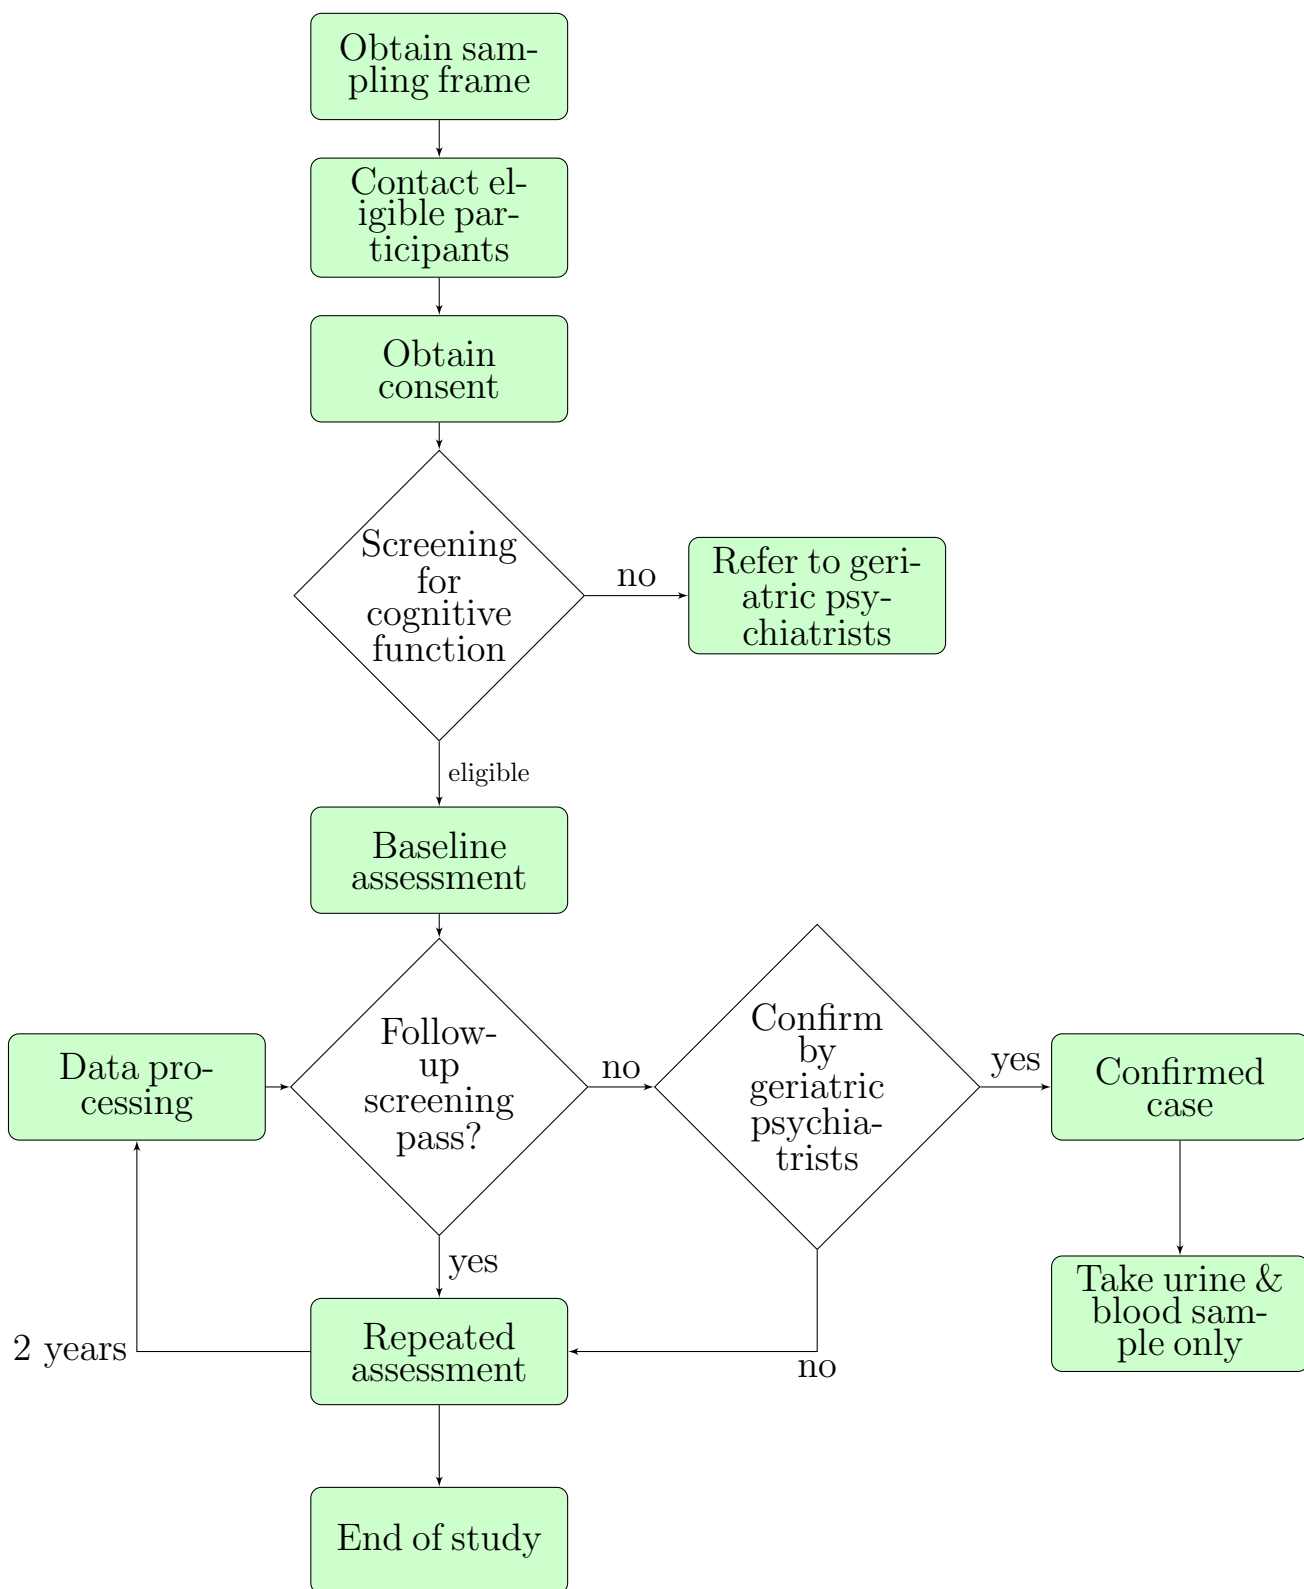 Obtain sam-
pling frame
Contact el-
igible par-
ticipants
Obtain
consent
Screening
for
cognitive
function
no
Refer to geri-
atric psy-
chiatrists
eligible
Baseline
assessment
Data pro-
cessing
Follow-
up
screening
pass?
no
Confirm
by
geriatric
psychia-
trists
yes
Confirmed
case
yes
Take urine &
blood sam-
ple only
2 years
Repeated
assessment
no
End of study